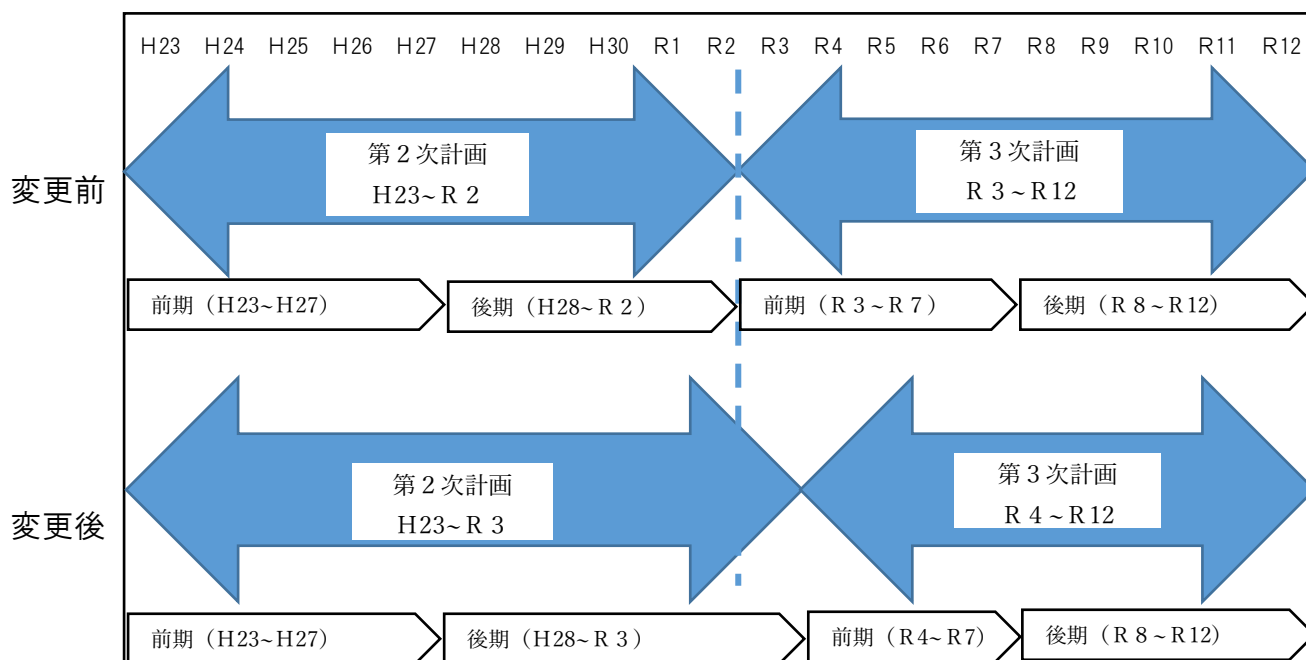 H23 H24 H25 H26 H27 H28 H29 H30 R1 R2 R3 R4 R5 R6 R7 R8 R9 R10 R11 R12
変更前
第２次計画
H23~R２
第３次計画
R３~R12
前期（H23~H27）
後期（H28~R２）
前期（R３~R７）
後期（R８~R12）
変更後
第２次計画
H23~R３
第３次計画
R４~R12
前期（H23~H27）
後期（H28~R３）
前期（R4~R7）
後期（R８~R12）